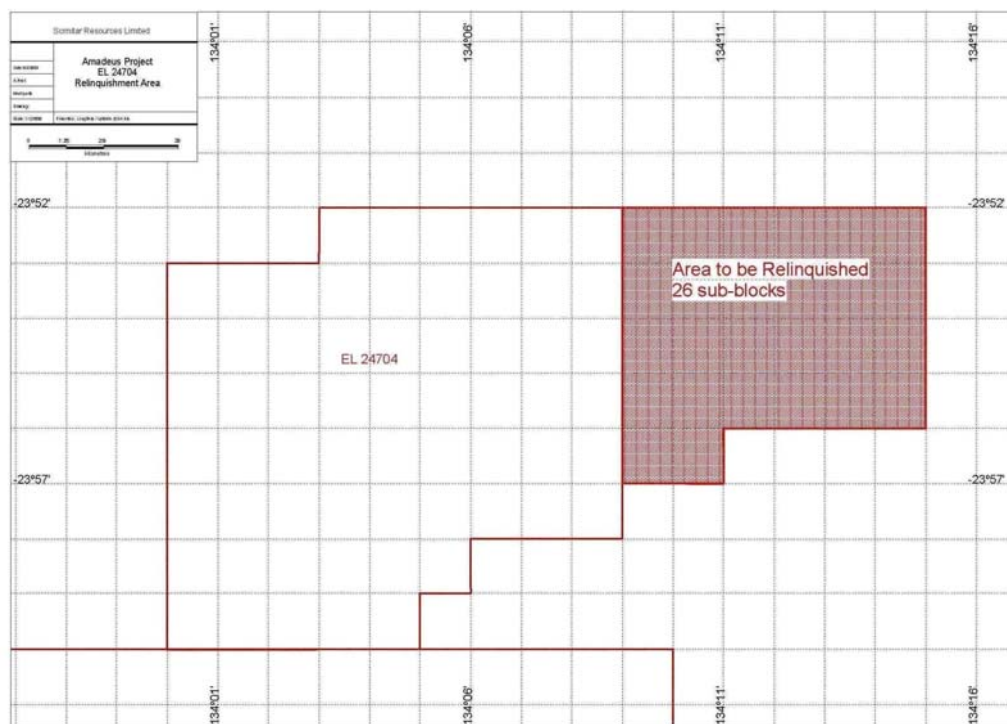 Scimitar Resources Limited
Amadeus Project
EL 24704
Relinquishment Area
134°01'
134°06'
134°11'
134°16'
-23°52'
-23°52'
Area to be Relinquished
26 sub-blocks
EL 24704
-23°57'
-23°57'
134°01'
134°06'
134°11'
134°16'